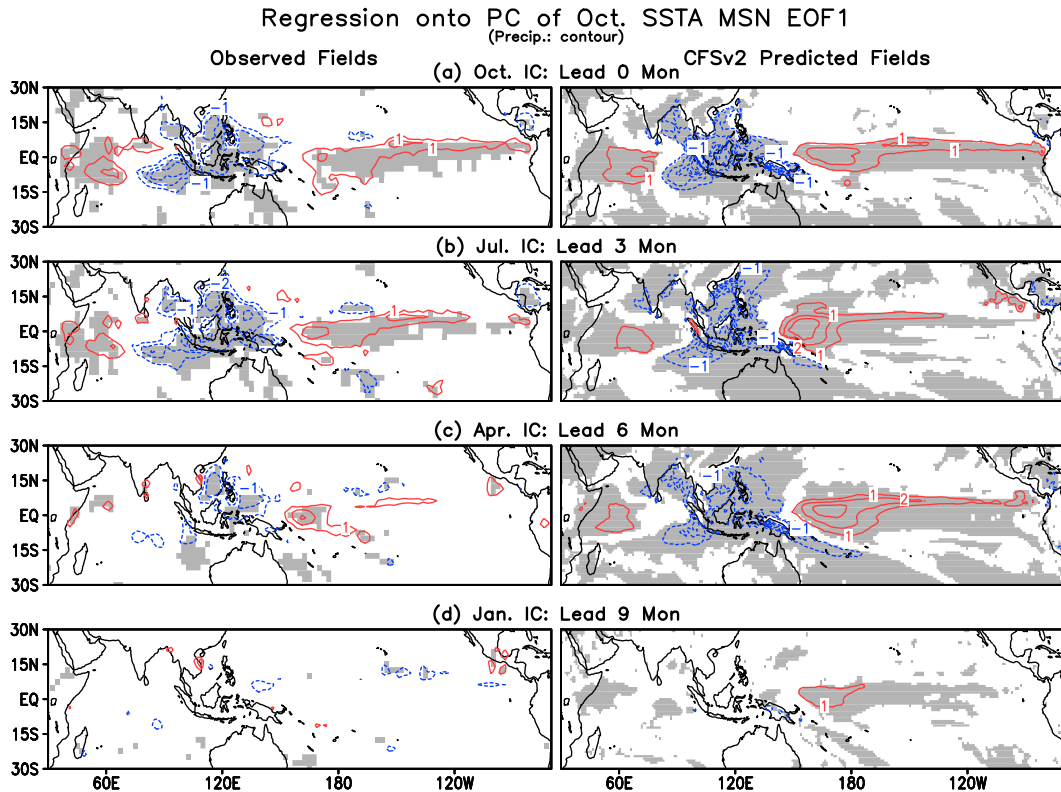 Regression onto PC of Oct. SSTA MSN EOF1
(Precip.: contour)
Observed Fields
CFSv2 Predicted Fields
(a) Oct. IC: Lead 0 Mon
30N
15N
EQ
15S
30S
-1
-1
1
1
-1
-1
-1
1
1
1
(b) Jul. IC: Lead 3 Mon
30N
15N
EQ
15S
30S
-2
-1
-1
1
-1
-1
-1
1
2
1
(c) Apr. IC: Lead 6 Mon
30N
15N
EQ
15S
30S
1
-1
-1
1
2
1
(d) Jan. IC: Lead 9 Mon
30N
15N
EQ
15S
30S
1
60E
120E
180
120W
60E
120E
180
120W